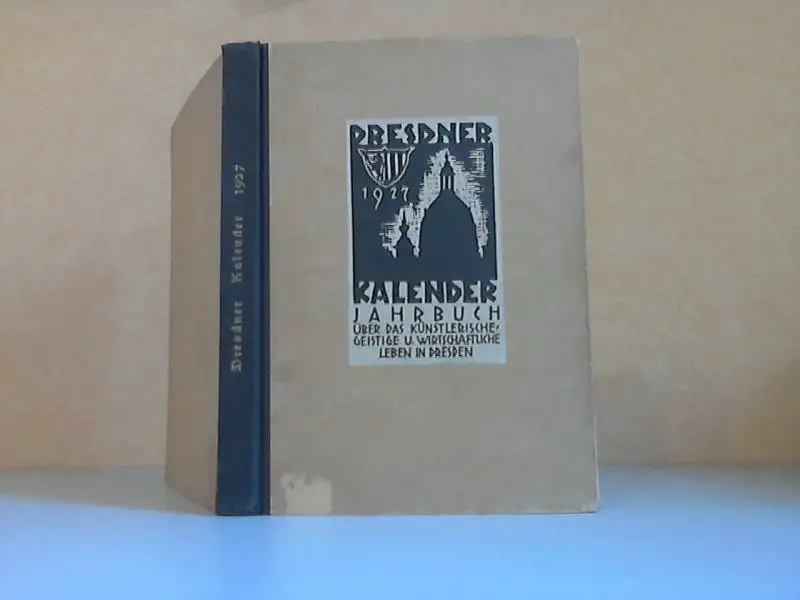 Dresdner Kalender 1927
DRESDNER
1927
KALENDER
JAHRBUCH
ÜBER DAS KÜNSTLERISCHE-
GEISTIGE U. WIRTSCHAFTLICHE
LEBEN IN DRESDEN